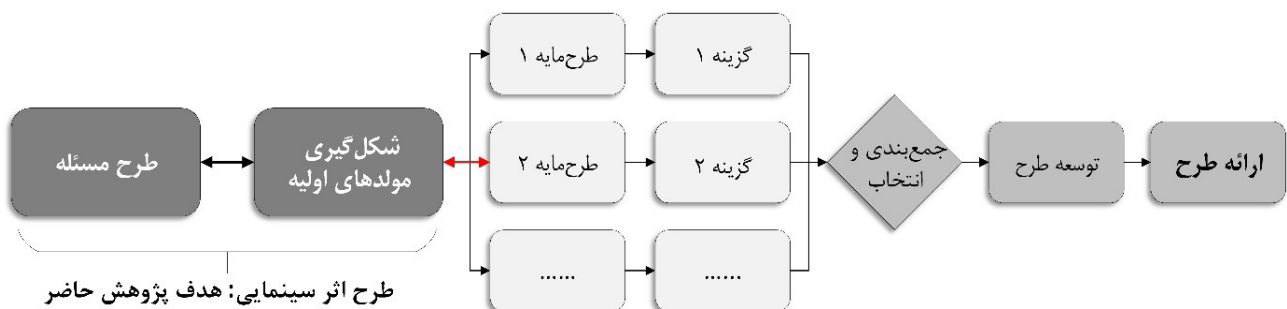 طرح مسئله
شکل‌گیری
مولدهای اولیه
طرح‌مایه ۱
گزینه ۱
طرح‌مایه ۲
گزینه ۲
......
......
جمع‌بندی و
انتخاب
توسعه طرح
ارائه طرح
طرح اثر سینمایی: هدف پژوهش حاضر